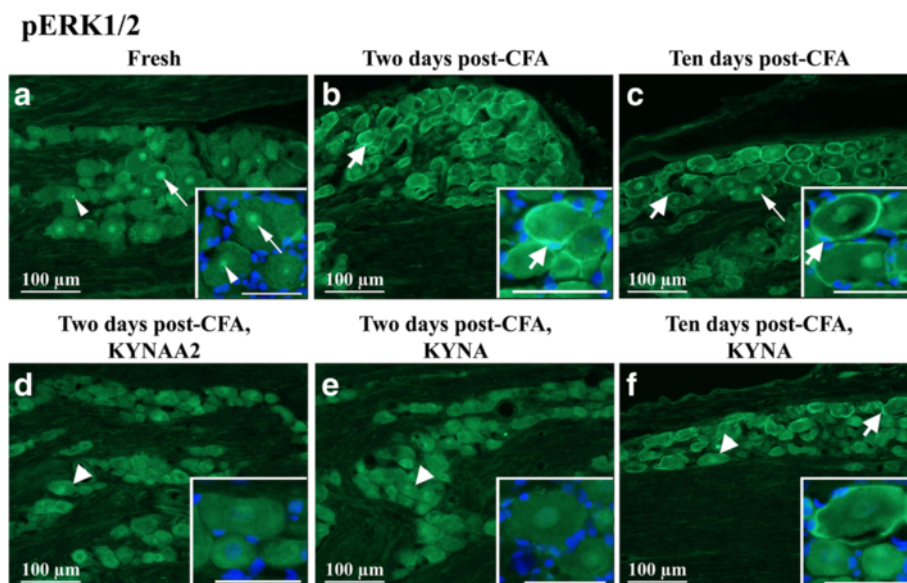 pERK1/2
Fresh
Two days post-CFA
Ten days post-CFA
a
b
c
100 µm
100 µm
100 µm
Two days post-CFA,
KYNAA2
Two days post-CFA,
KYNA
Ten days post-CFA,
KYNA
d
e
f
100 µm
100 µm
100 µm